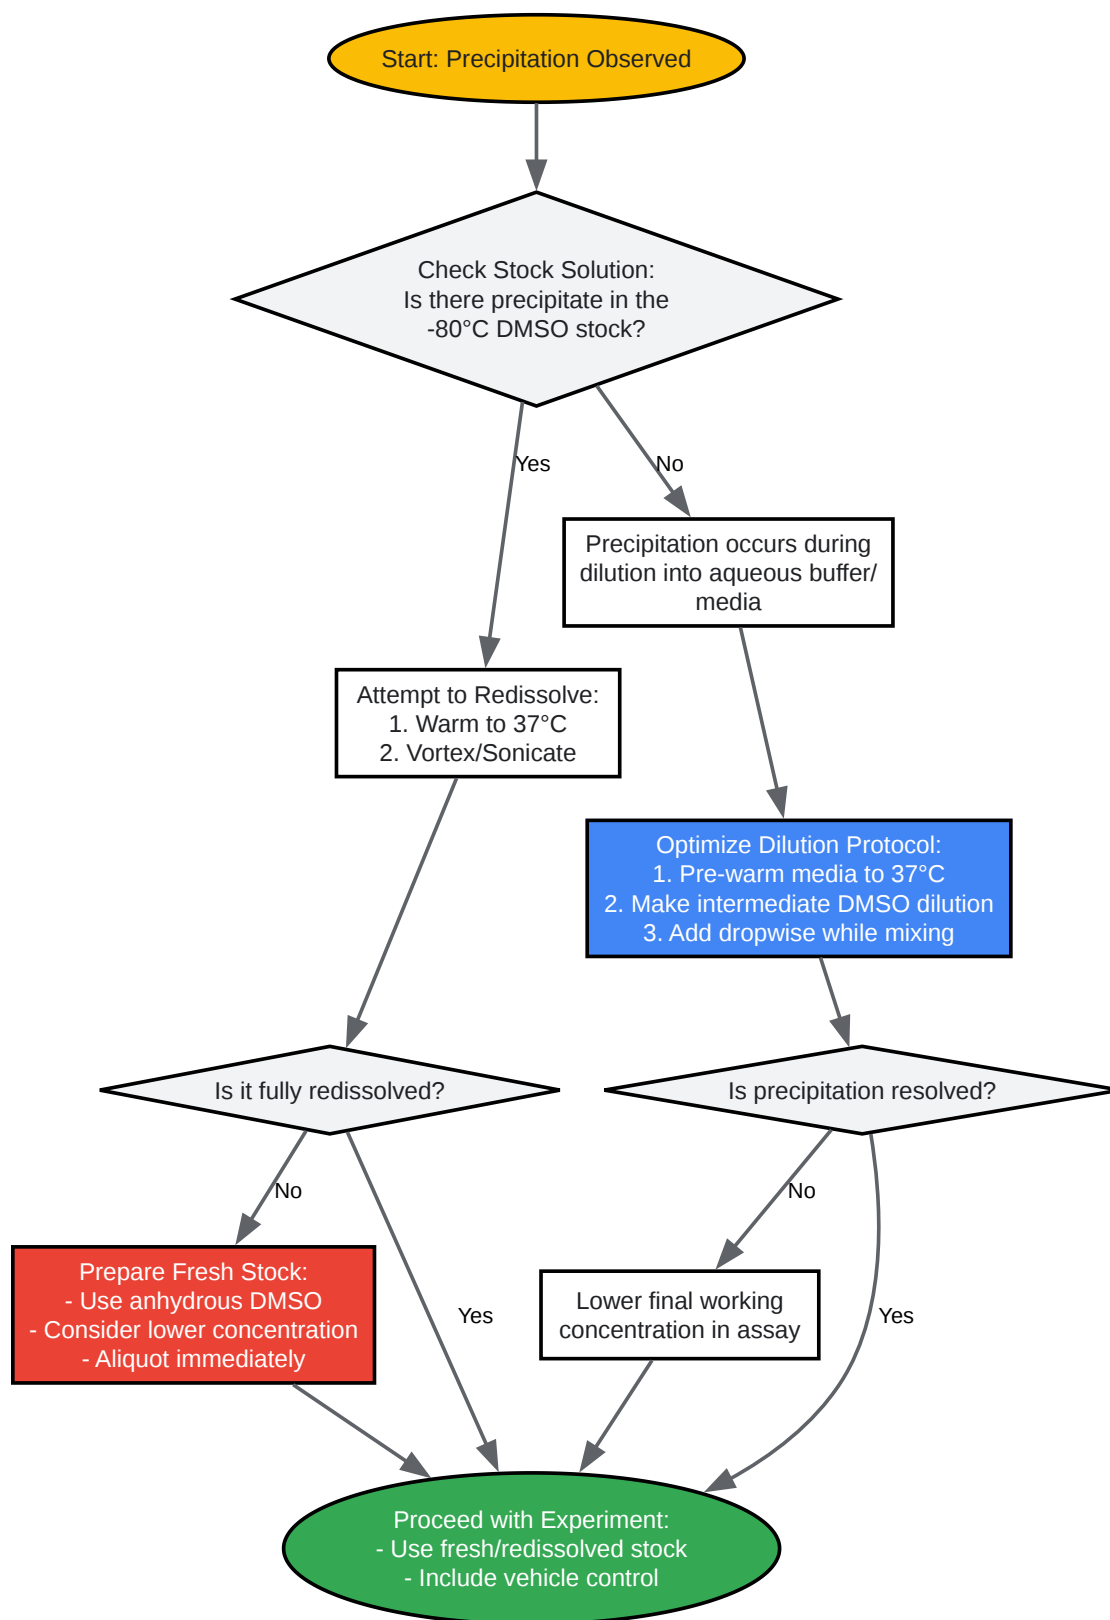 Start: Precipitation Observed
Check Stock Solution:
Is there precipitate in the
-80°C DMSO stock?
Yes
No
Precipitation occurs during
dilution into aqueous buffer/
media
Attempt to Redissolve:
1. Warm to 37°C
2. Vortex/Sonicate
Optimize Dilution Protocol:
1. Pre-warm media to 37°C
2. Make intermediate DMSO dilution
3. Add dropwise while mixing
Is it fully redissolved?
Is precipitation resolved?
No
No
Prepare Fresh Stock:
- Use anhydrous DMSO
- Consider lower concentration
- Aliquot immediately
Yes
Lower final working
concentration in assay
Yes
Proceed with Experiment:
- Use fresh/redissolved stock
- Include vehicle control